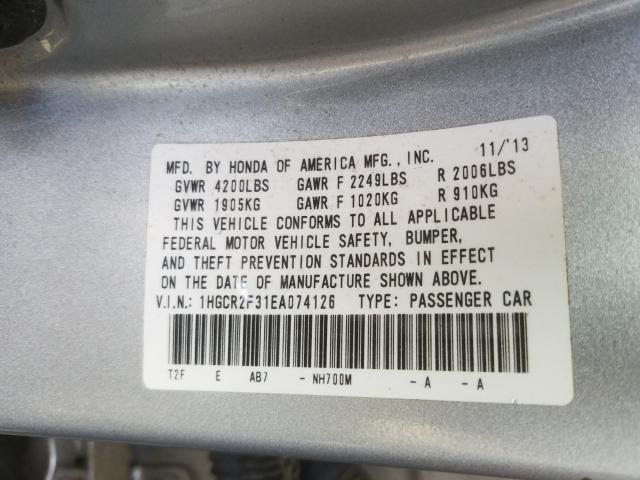 MFD. BY HONDA OF AMERICA MFG., INC. 11/'13
GVWR 4200LBS GAWR F 2249LBS R 2006LBS
GVWR 1905KG GAWR F 1020KG R 910KG
THIS VEHICLE CONFORMS TO ALL APPLICABLE
FEDERAL MOTOR VEHICLE SAFETY, BUMPER,
AND THEFT PREVENTION STANDARDS IN EFFECT
ON THE DATE OF MANUFACTURE SHOWN ABOVE.
V.I.N.: 1HGCR2F31EA074126 TYPE: PASSENGER CAR
T2F E AB7 - NH700M - A - A